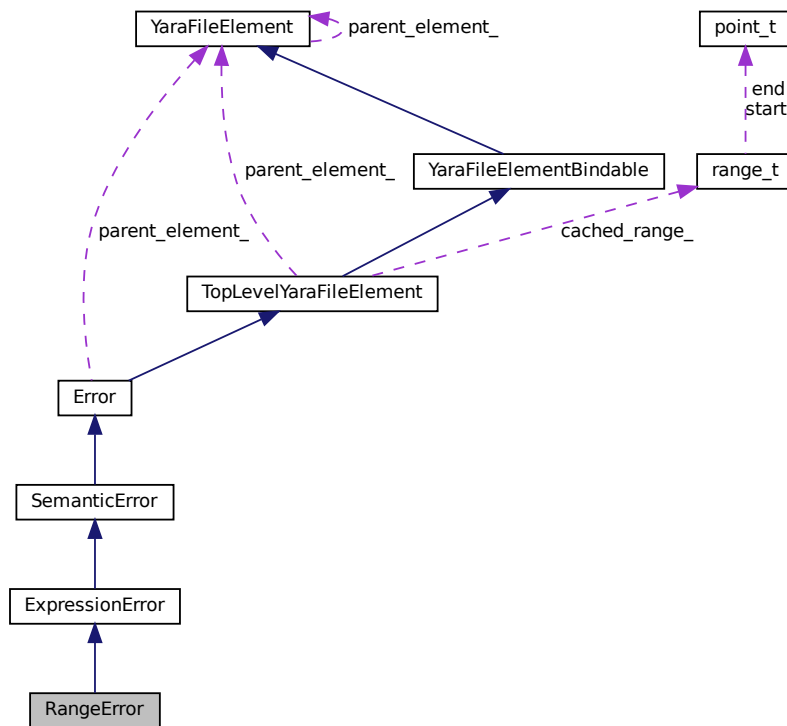 YaraFileElement
parent_element_
point_t
end
start
YaraFileElementBindable
range_t
parent_element_
parent_element_
cached_range_
TopLevelYaraFileElement
Error
SemanticError
ExpressionError
RangeError